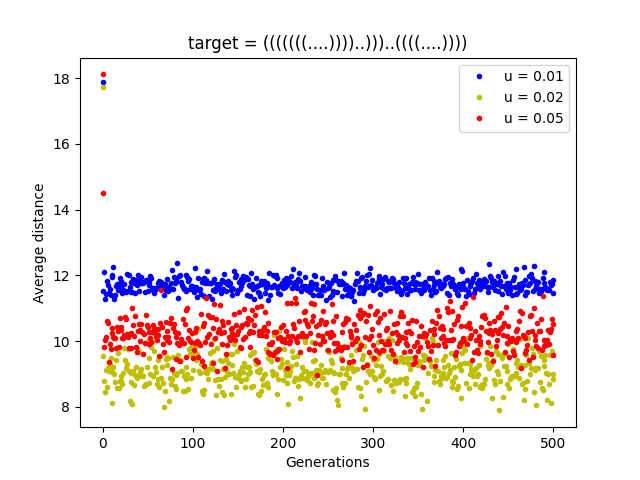 target = (((((((....))))..)))..((((....))))
u = 0.01
u = 0.02
u = 0.05
18
16
14
12
10
8
Average distance
0
100
200
300
400
500
Generations